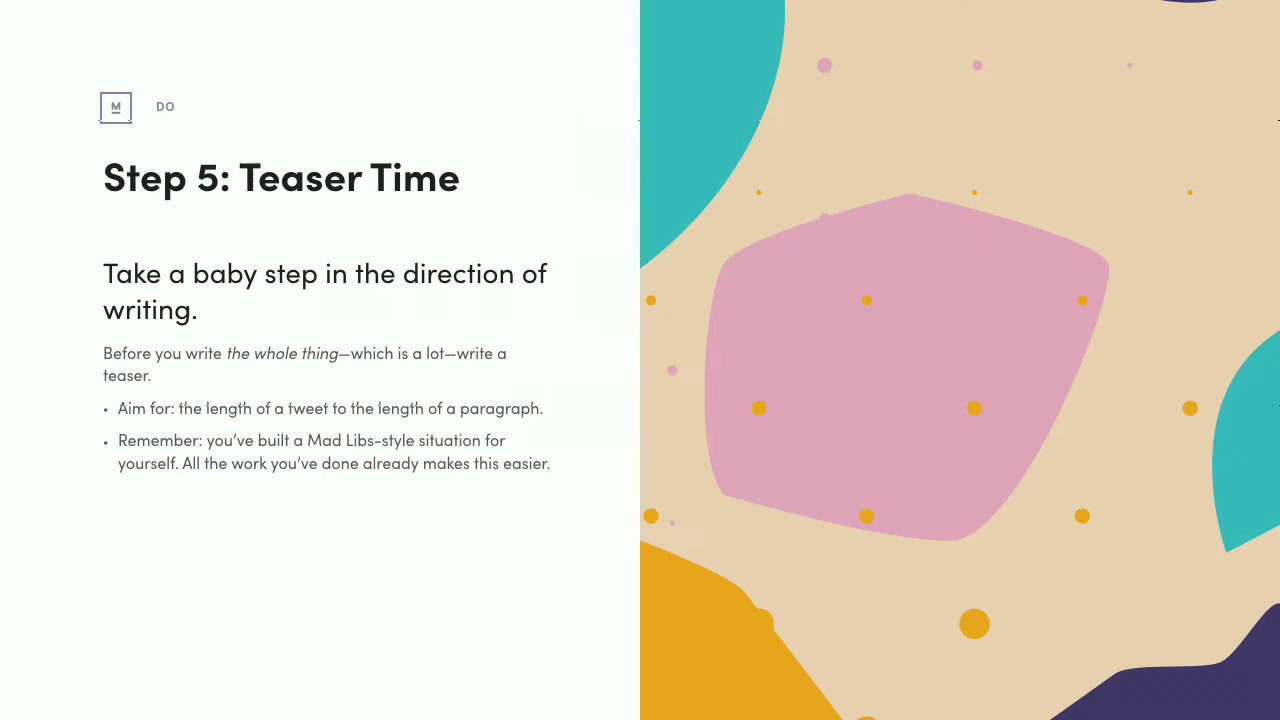 M DO
Step 5: Teaser Time
Take a baby step in the direction of
writing.
Before you write the whole thing—which is a lot—write a
teaser.
• Aim for: the length of a tweet to the length of a paragraph.
• Remember: you’ve built a Mad Libs-style situation for
yourself. All the work you’ve done already makes this easier.